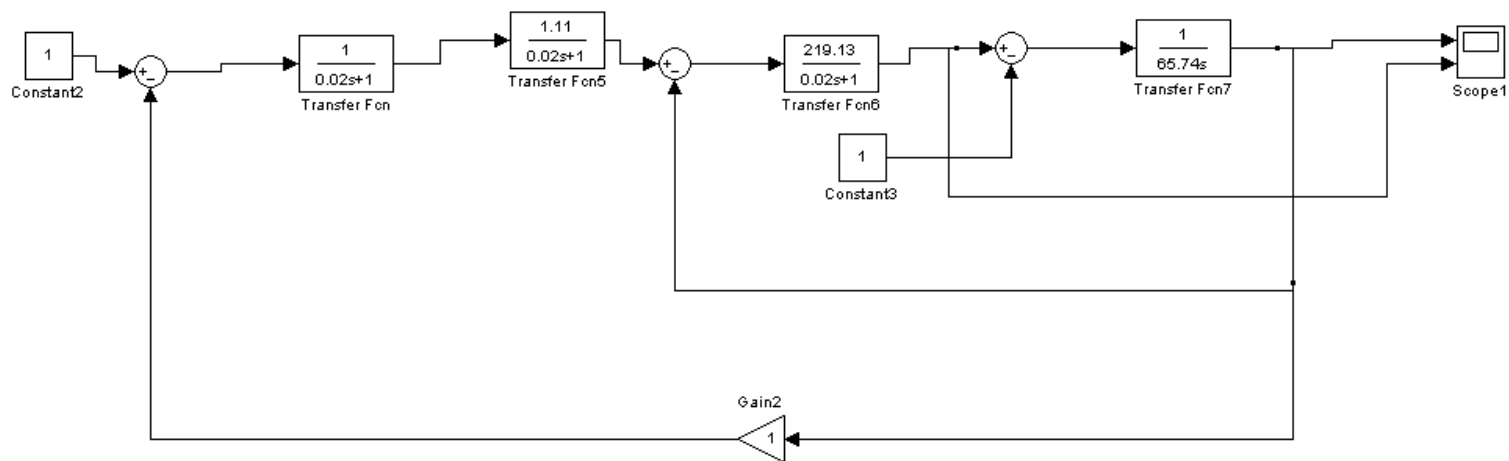 1
Constant2
+
−
1
0.02s+1
Transfer Fcn
1.11
0.02s+1
Transfer Fcn5
+
−
219.13
0.02s+1
Transfer Fcn6
+
−
1
65.74s
Transfer Fcn7
Scope1
1
Constant3
Gain2
1